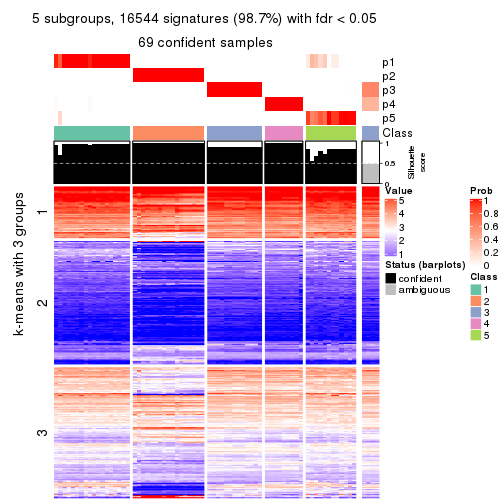 5 subgroups, 16544 signatures (98.7%) with fdr < 0.05
69 confident samples
p1
p2
p3
p4
p5
Class
1
0.5
0
Silhouette
score
k-means with 3 groups
1
2
3
Value
5
4
3
2
1
Status (barplots)
confident
ambiguous
Prob
1
0.8
0.6
0.4
0.2
0
Class
1
2
3
4
5